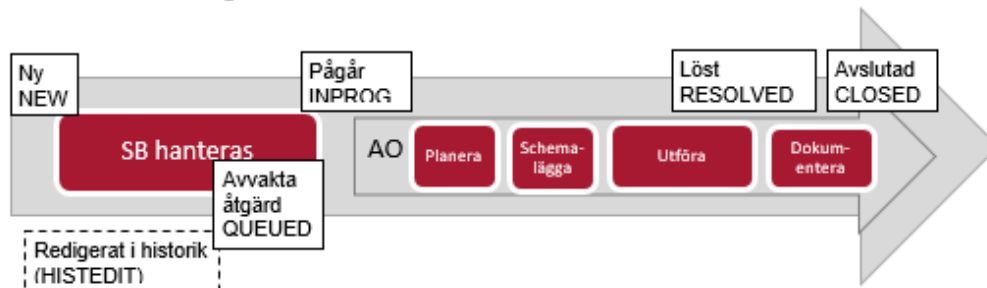 Ny
NEW
Pågår
INPROG
Löst
RESOLVED
Avslutad
CLOSED
SB hanteras
AO
Planera
Schema-
lägga
Utföra
Dokum-
entera
Avvakta
åtgärd
QUEUED
Redigerat i historik
(HISTEDIT)